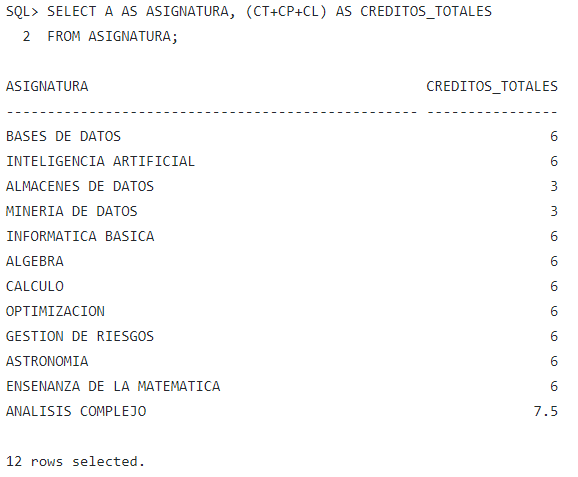 SQL> SELECT A AS ASIGNATURA, (CT+CP+CL) AS CREDITOS_TOTALES
  2  FROM ASIGNATURA;

ASIGNATURA                                         CREDITOS_TOTALES
-------------------------------------------------- ----------------
BASES DE DATOS                                                    6
INTELIGENCIA ARTIFICIAL                                           6
ALMACENES DE DATOS                                                3
MINERIA DE DATOS                                                  3
INFORMATICA BASICA                                                6
ALGEBRA                                                           6
CALCULO                                                           6
OPTIMIZACION                                                      6
GESTION DE RIESGOS                                                6
ASTRONOMIA                                                        6
ENSENANZA DE LA MATEMATICA                                        6
ANALISIS COMPLEJO                                               7.5

12 rows selected.